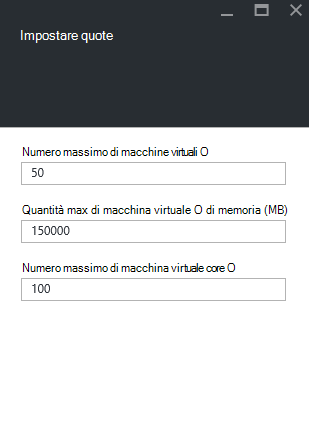 Impostare quote
Numero massimo di macchine virtuali O
50
Quantità max di macchina virtuale O di memoria (MB)
150000
Numero massimo di macchina virtuale core O
100